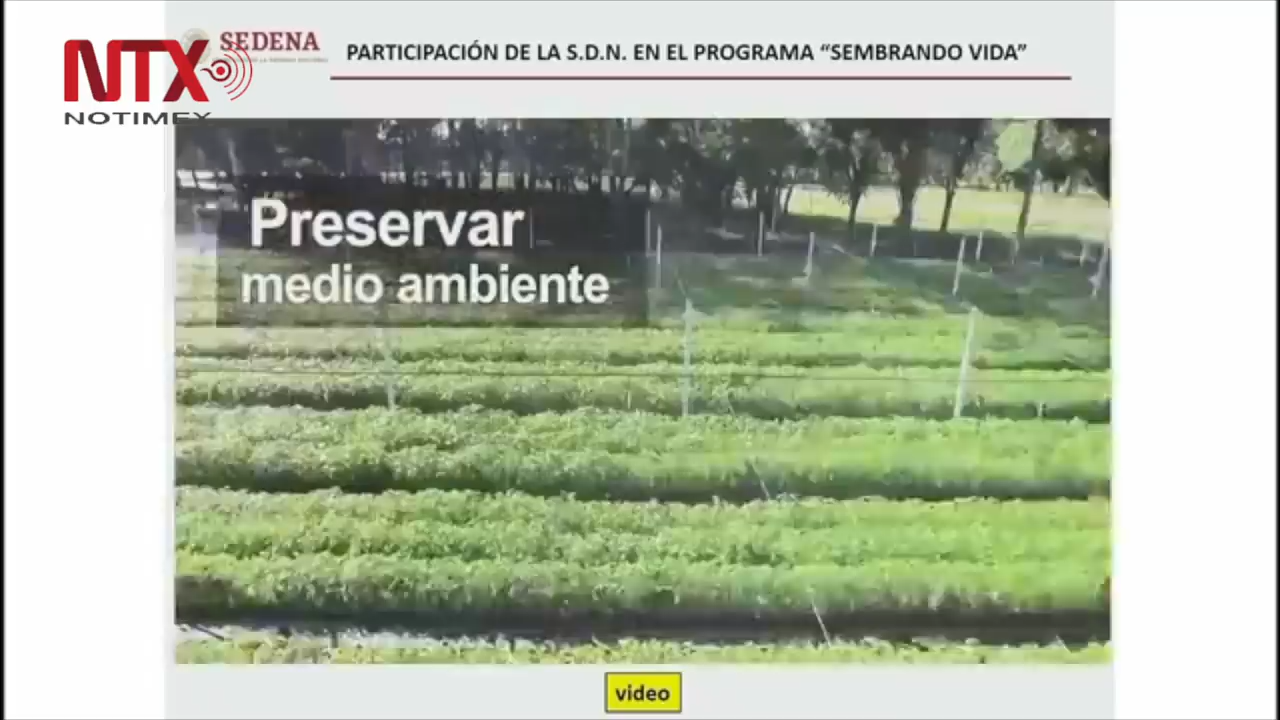 NTX
NOTIMEX
SEDENA
PARTICIPACIÓN DE LA S.D.N. EN EL PROGRAMA “SEMBRANDO VIDA”
Preservar
medio ambiente
video